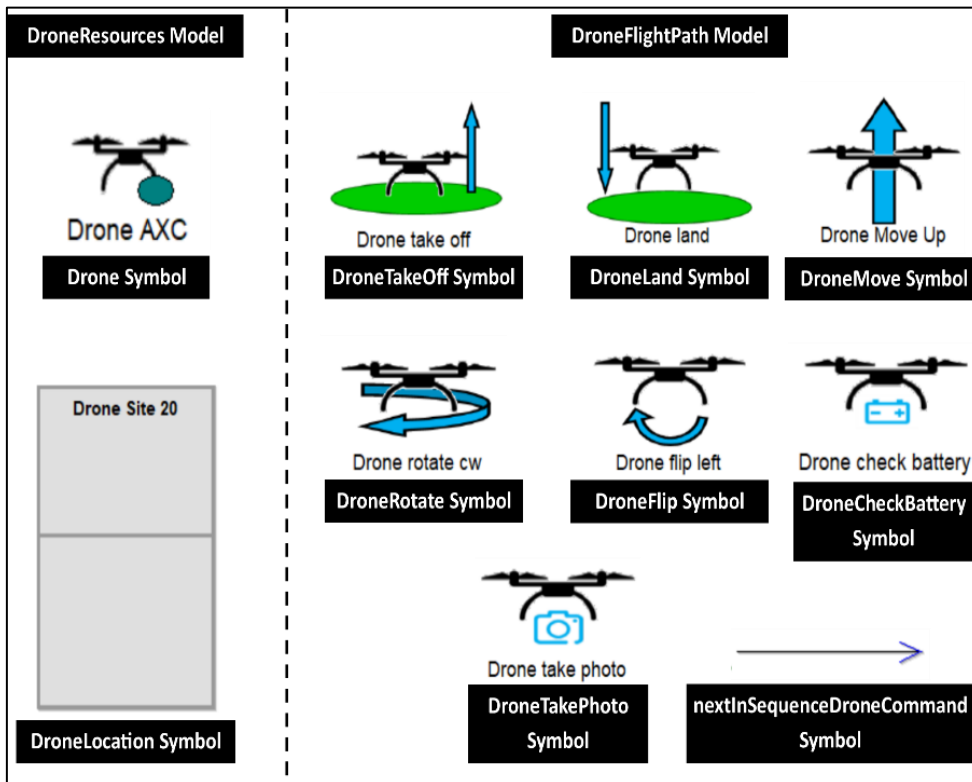 DroneResources Model
Drone AXC
Drone Symbol
Drone Site 20
DroneLocation Symbol
DroneFlightPath Model
Drone take off
DroneTakeOff Symbol
Drone land
DroneLand Symbol
Drone Move Up
DroneMove Symbol
Drone rotate cw
DroneRotate Symbol
Drone flip left
DroneFlip Symbol
Drone check battery
DroneCheckBattery
Symbol
Drone take photo
DroneTakePhoto
Symbol
nextInSequenceDroneCommand
Symbol